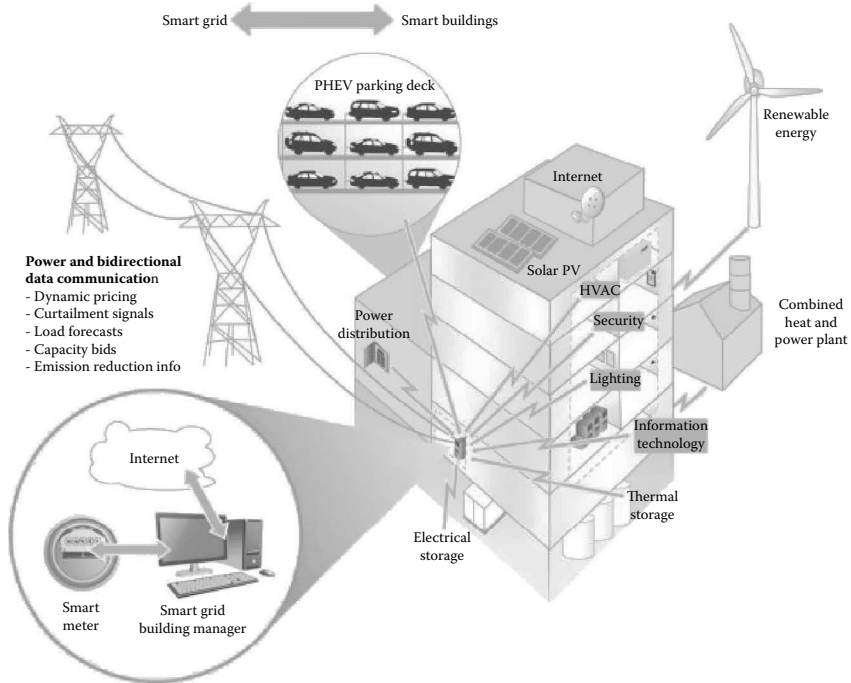 Smart grid
Smart buildings
PHEV parking deck
Renewable
energy
Internet
Solar PV
HVAC
Power and bidirectional
data communication
- Dynamic pricing
- Curtailment signals
- Load forecasts
- Capacity bids
- Emission reduction info
Power
distribution
Security
Combined
heat and
power plant
Lighting
Information
technology
Internet
Thermal
storage
Electrical
storage
Smart
meter
Smart grid
building manager